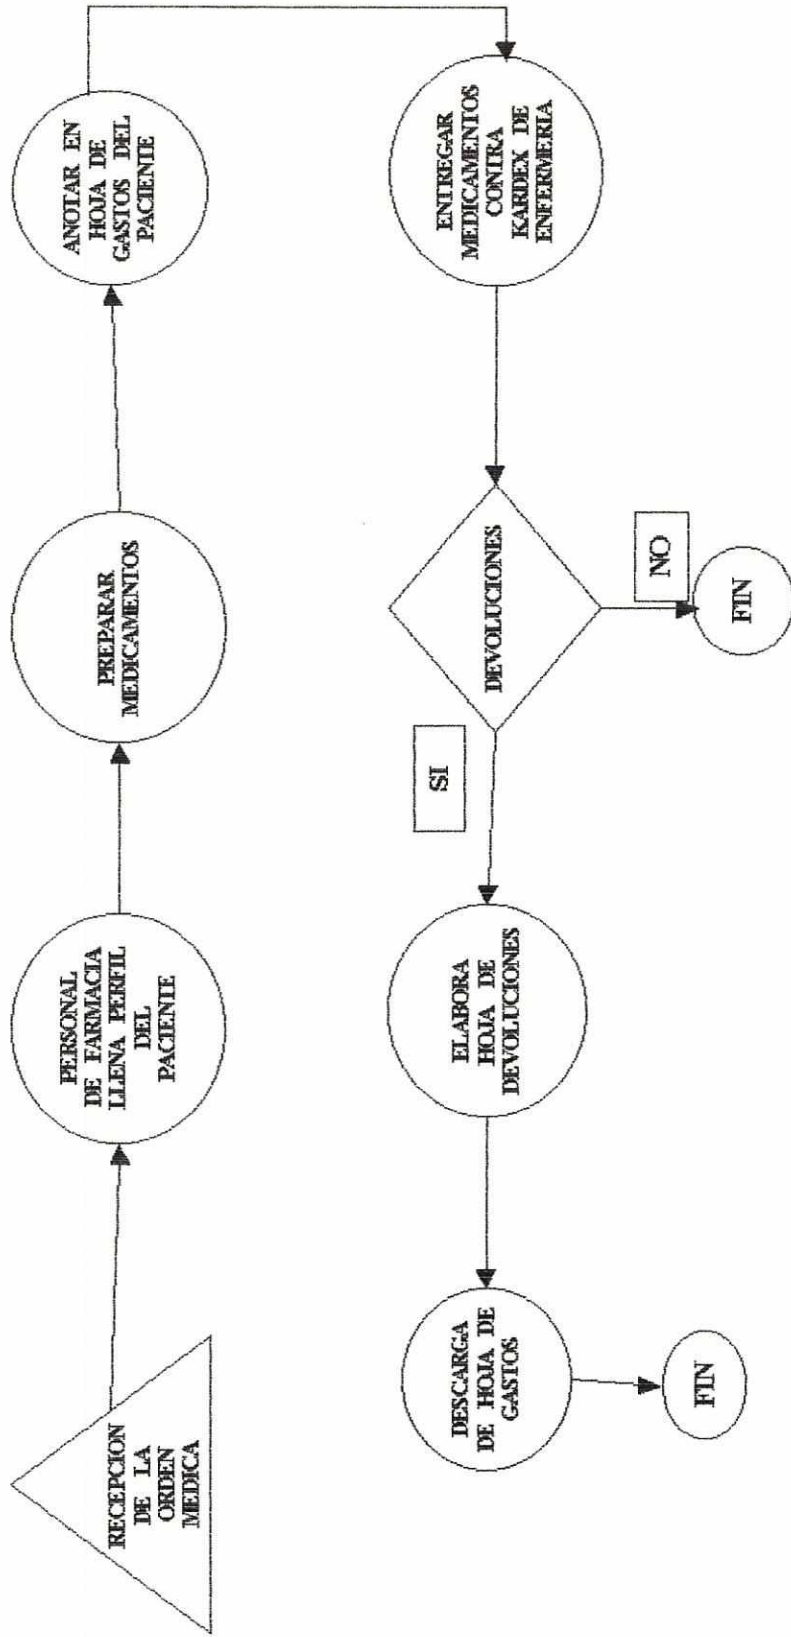 RECEPCION
DE LA
ORDEN
MEDICA
PERSONAL
DE FARMACIA
LLENA PERFIL
DEL
PACIENTE
PREPARAR
MEDICAMENTOS
ANOTAR EN
HOJA DE
GASTOS DEL
PACIENTE
ENTREGAR
MEDICAMENTOS
CONTRA
KARDEX DE
ENFERMERIA
DEVOLUCIONES
NO
FIN
SI
ELABORA
HOJA DE
DEVOLUCIONES
DESCARGA
DE HOJA DE
GASTOS
FIN